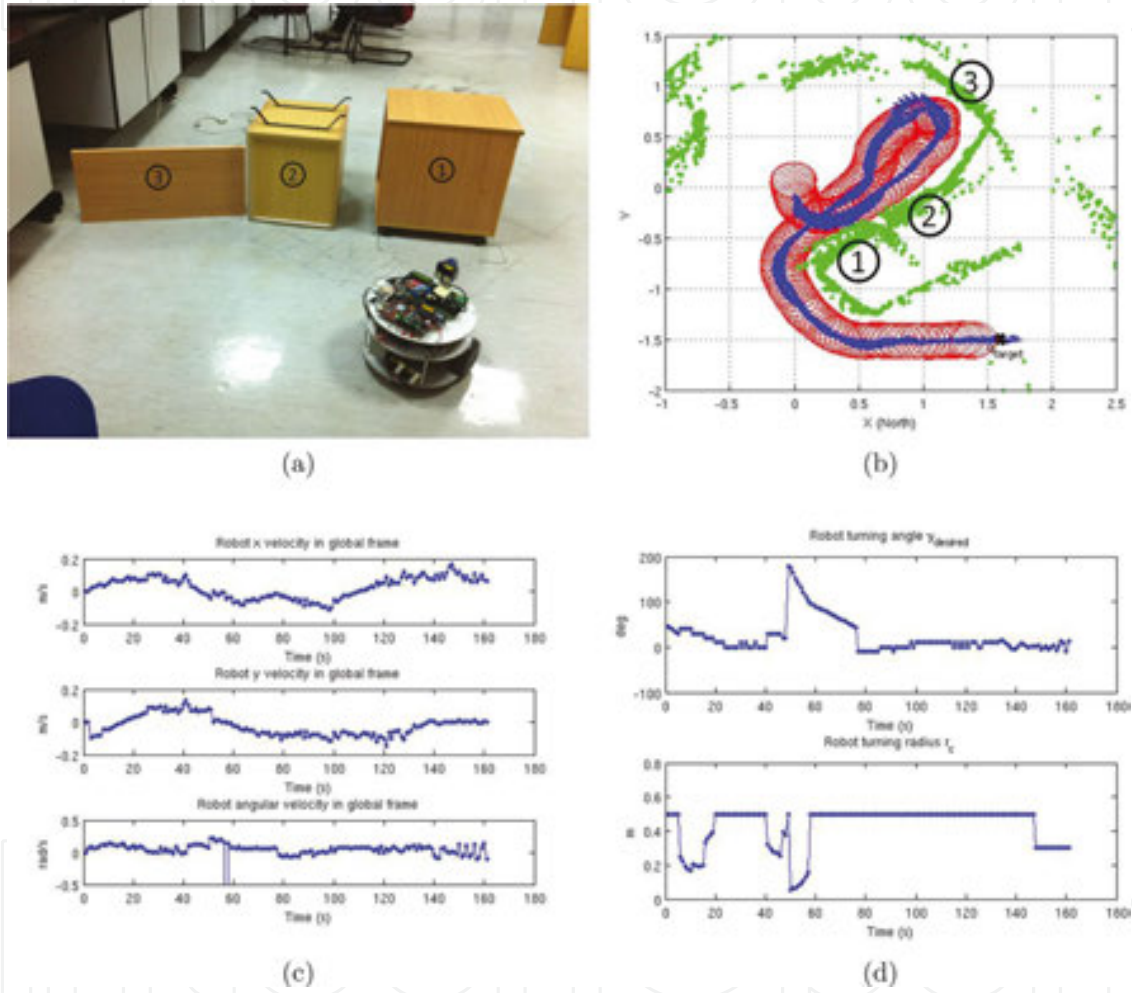 ③
②
①
(a)
1.5
1
0.5
0
-0.5
-1
-1.5
-2
Y
③
②
①
target
-1 -0.5 0 0.5 1 1.5 2 2.5
X (North)
(b)
Robot x velocity in global frame
0.2
0
-0.2
m/s
0 20 40 60 80 100 120 140 160 180
Time (s)
Robot y velocity in global frame
0.2
0
-0.2
m/s
0 20 40 60 80 100 120 140 160 180
Time (s)
Robot angular velocity in global frame
0.5
0
-0.5
rad/s
0 20 40 60 80 100 120 140 160 180
Time (s)
(c)
Robot turning angle γdesired
200
100
0
-100
deg
0 20 40 60 80 100 120 140 160 180
Time (s)
Robot turning radius rc
0.8
0.6
0.4
0.2
0
m
0 20 40 60 80 100 120 140 160 180
Time (s)
(d)